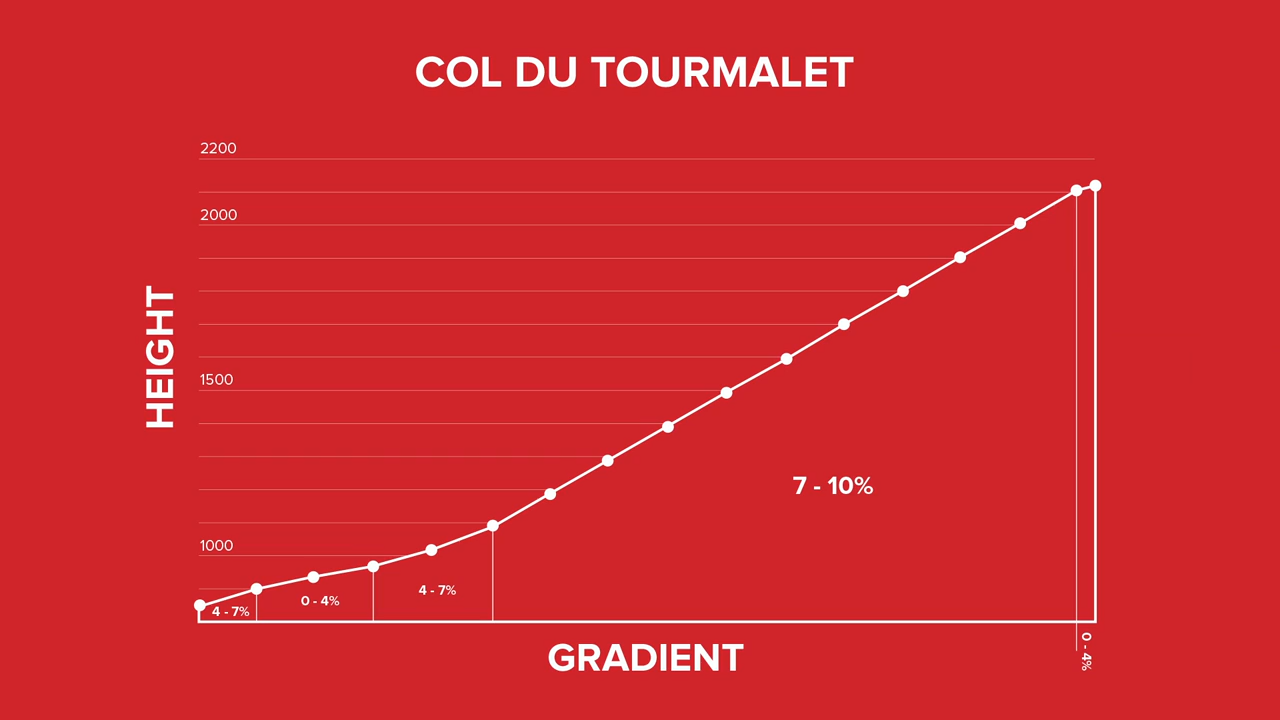 COL DU TOURMALET
2200
2000
1500
1000
HEIGHT
4 - 7%
0 - 4%
4 - 7%
7 - 10%
0 - 4%
GRADIENT